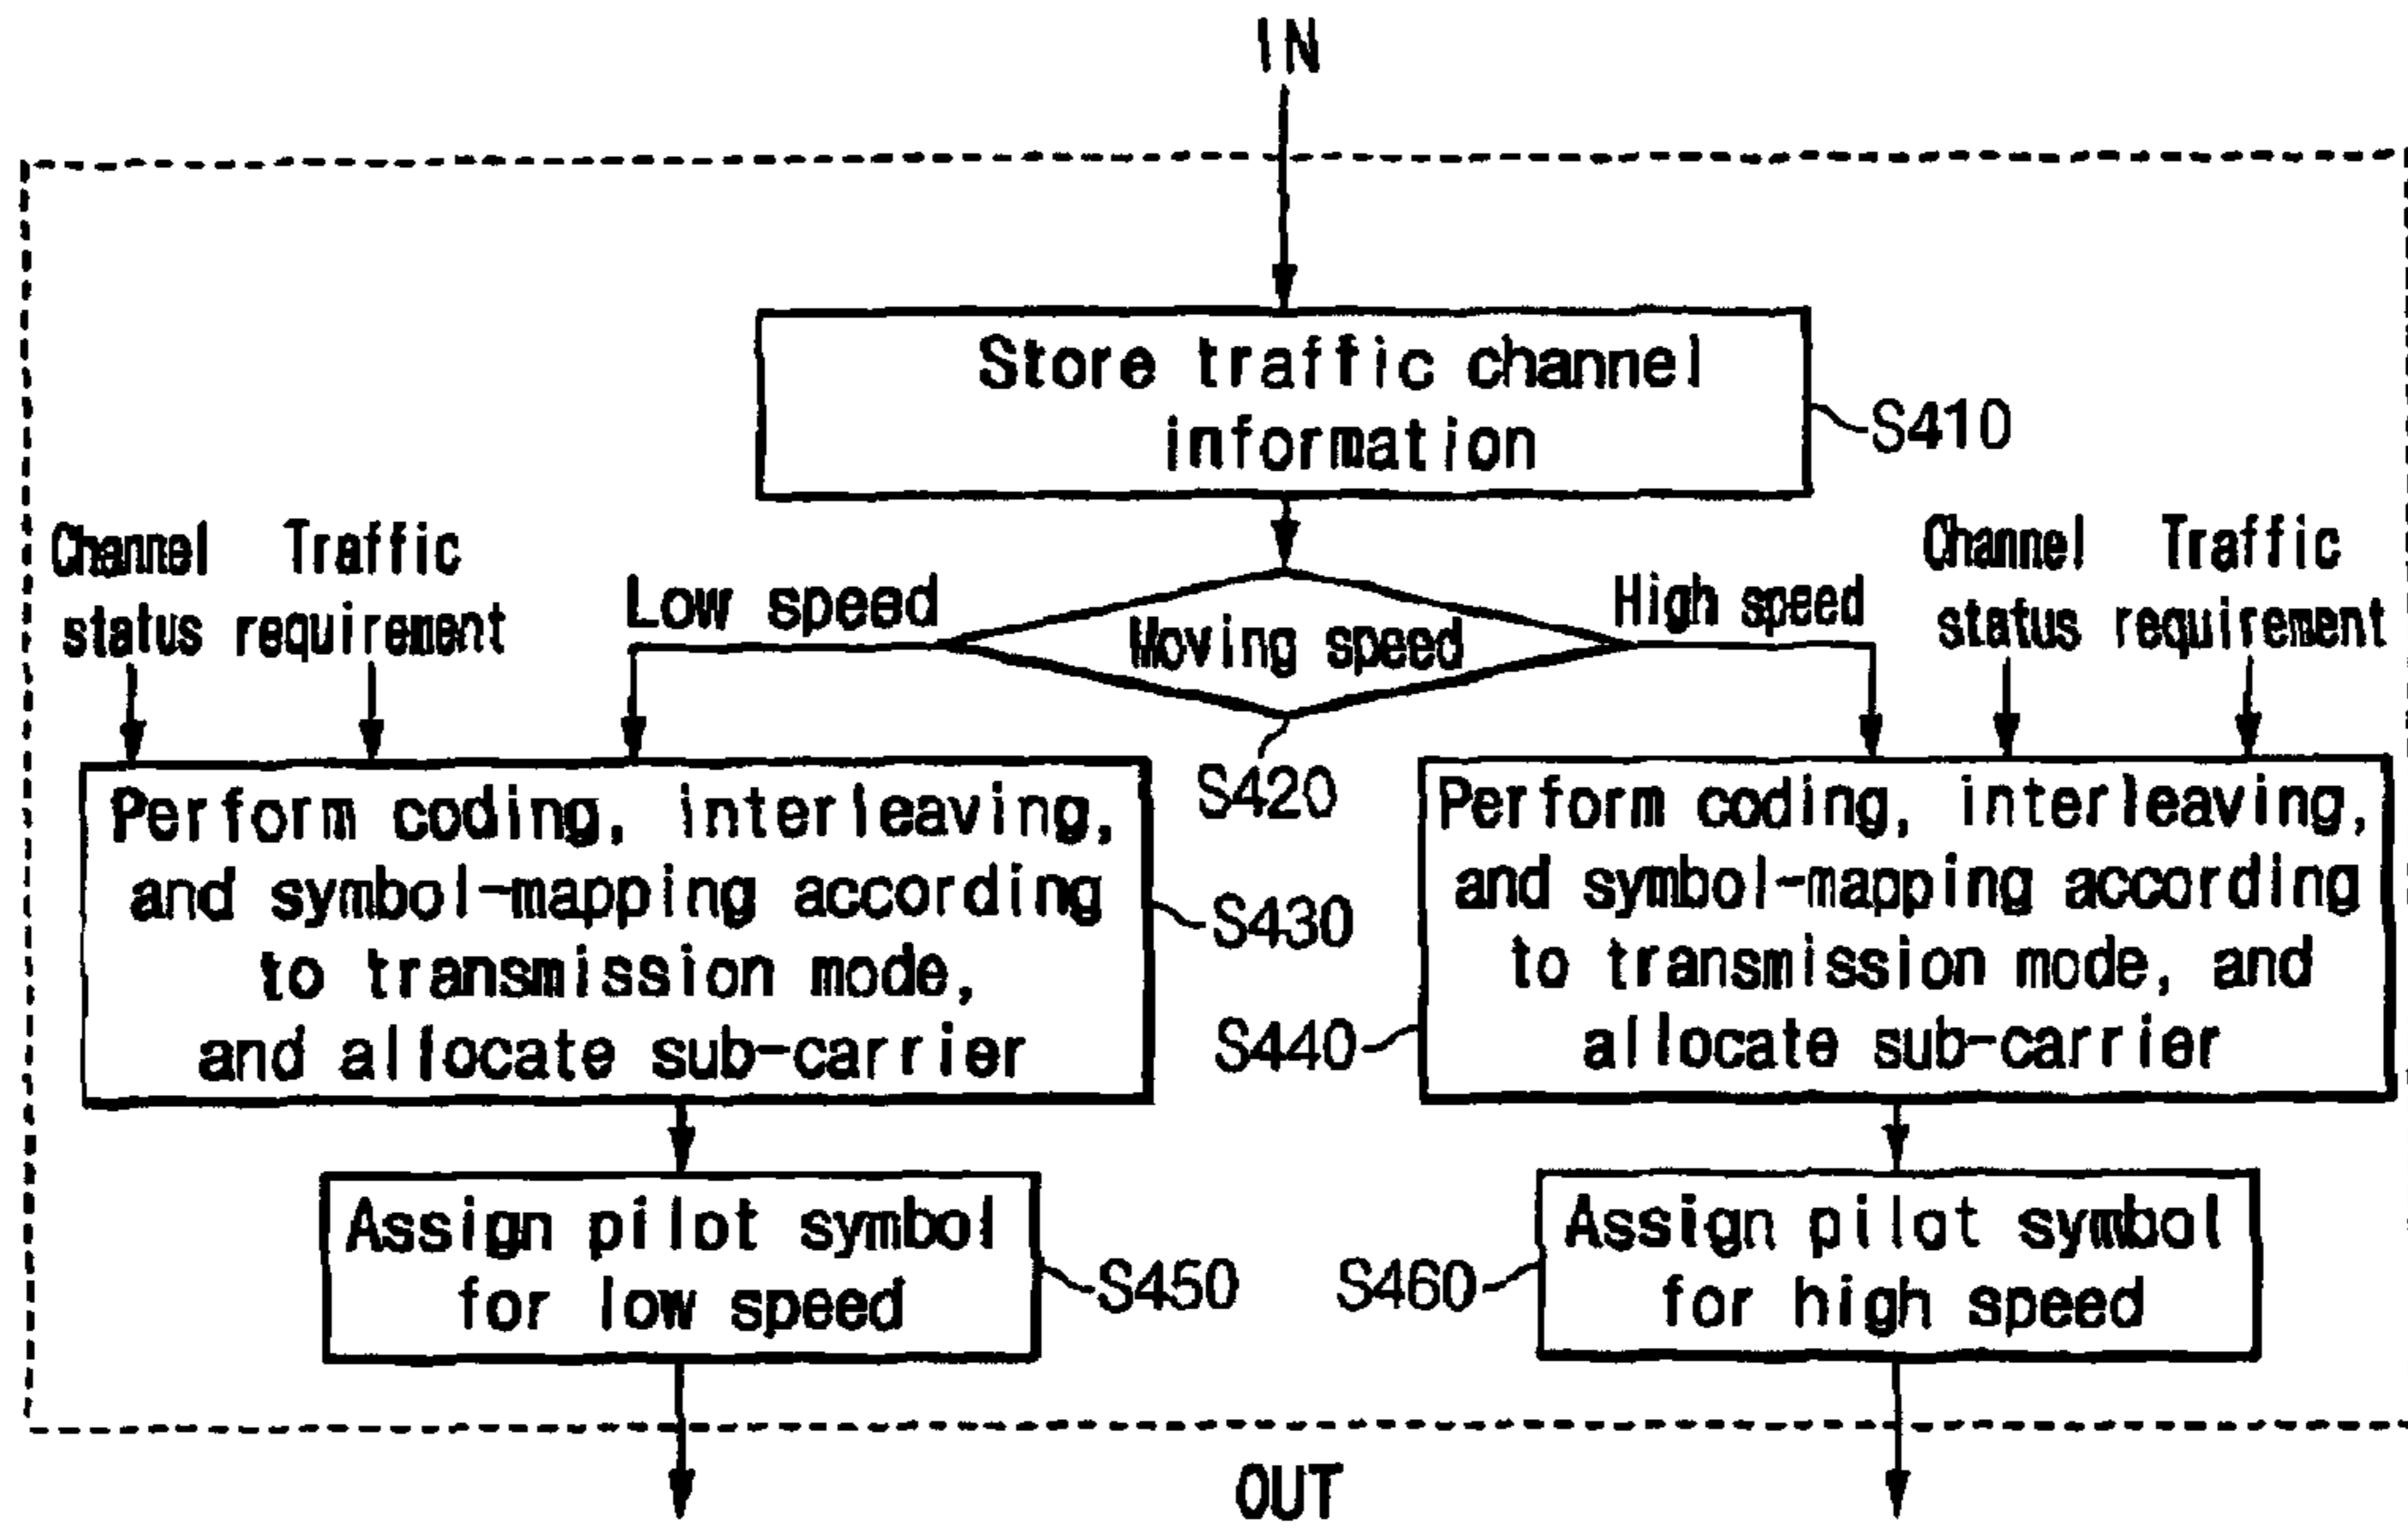 IN
Store traffic channel
information
S410
Channel
status
Traffic
requirement
Low speed
Moving speed
High speed
Channel
status
Traffic
requirement
S420
Perform coding, interleaving,
and symbol-mapping according
to transmission mode,
and allocate sub-carrier
S430
Perform coding, interleaving,
and symbol-mapping according
to transmission mode, and
allocate sub-carrier
S440
Assign pilot symbol
for low speed
S450
Assign pilot symbol
for high speed
S460
OUT